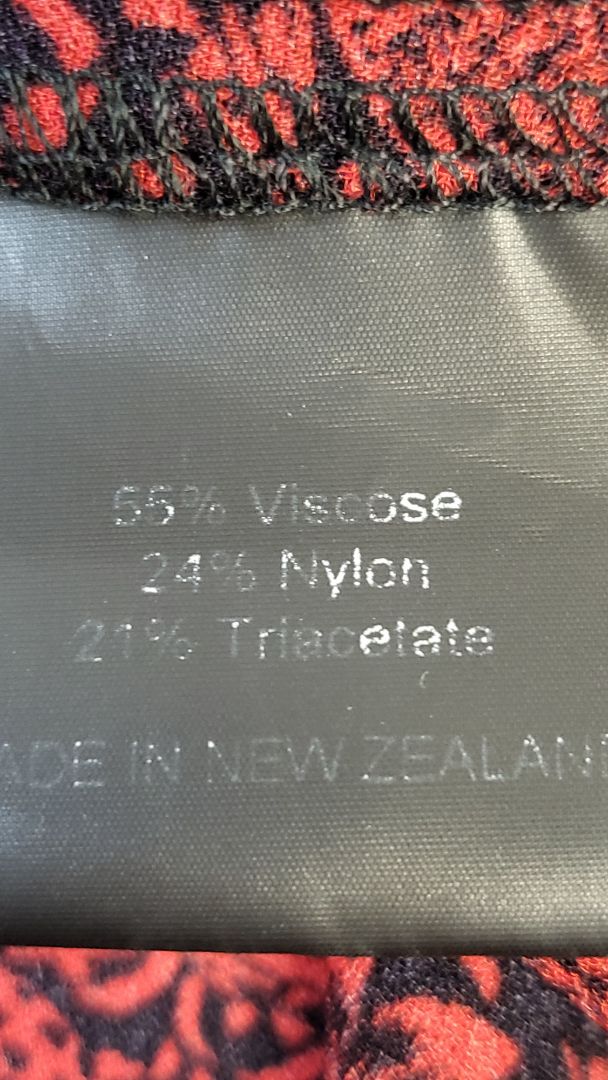 55% Viscose
24% Nylon
21% Triacetate
ADE IN NEW ZEALAN